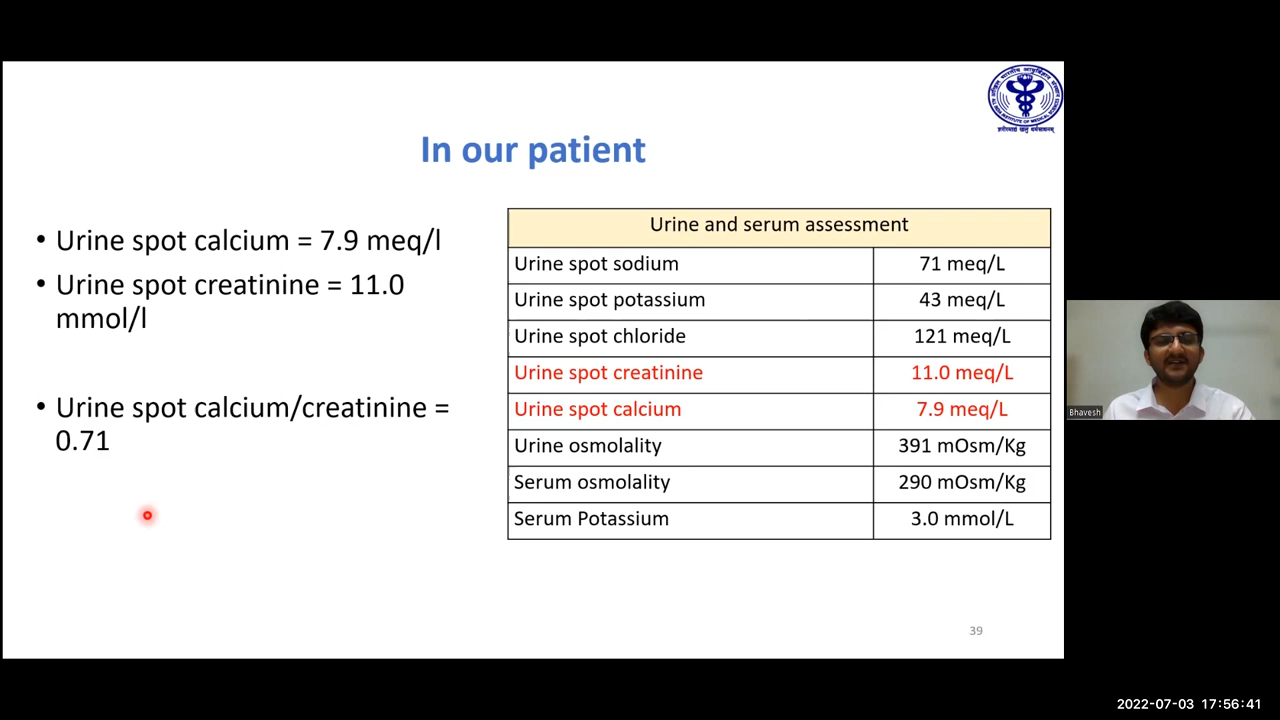 In our patient
• Urine spot calcium = 7.9 meq/l
• Urine spot creatinine = 11.0
mmol/l
• Urine spot calcium/creatinine =
0.71
Urine and serum assessment
Urine spot sodium 71 meq/L
Urine spot potassium 43 meq/L
Urine spot chloride 121 meq/L
Urine spot creatinine 11.0 meq/L
Urine spot calcium 7.9 meq/L
Urine osmolality 391 mOsm/Kg
Serum osmolality 290 mOsm/Kg
Serum Potassium 3.0 mmol/L
39
Bhavesh
2022-07-03 17:56:41